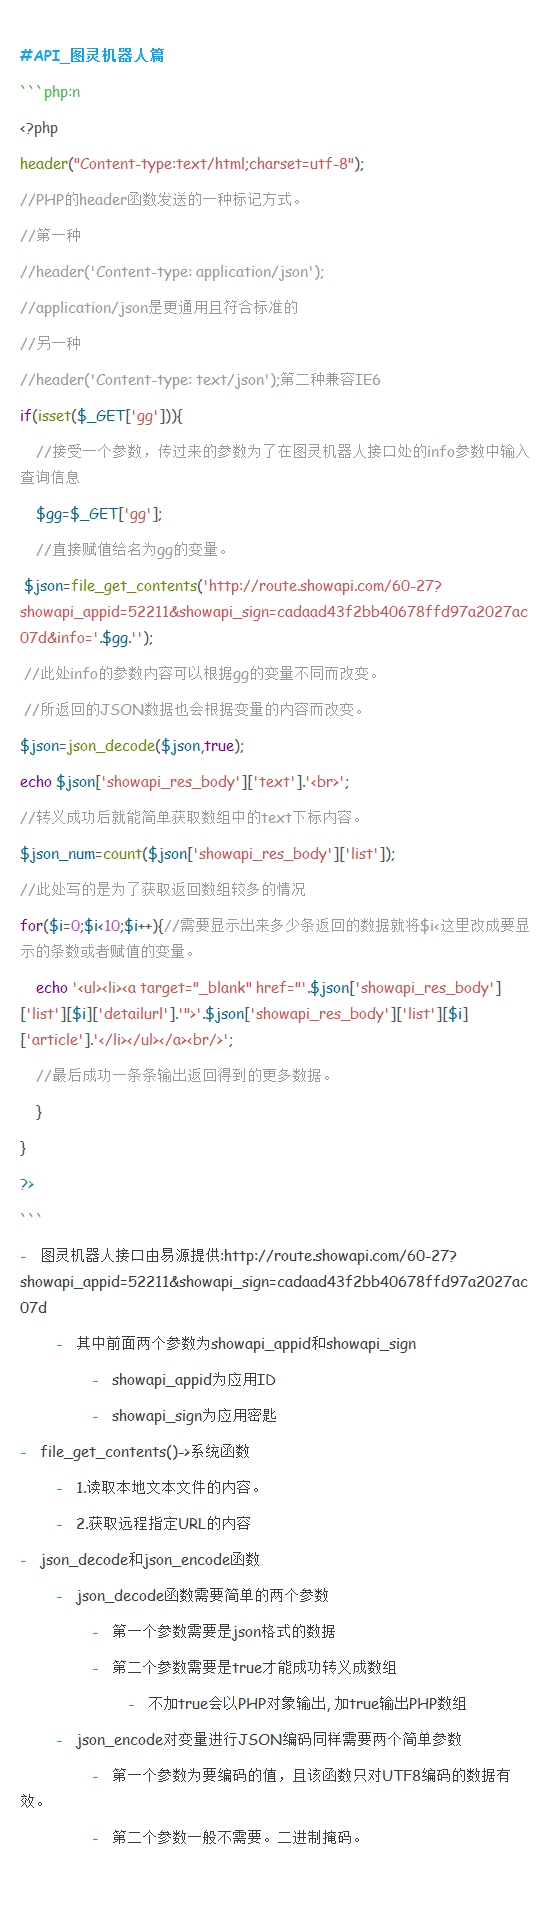 #API_图灵机器人篇
```php:n
<?php
header("Content-type:text/html;charset=utf-8");
//PHP的header函数发送的一种标记方式。
//第一种
//header('Content-type: application/json');
//application/json是更通用且符合标准的
//另一种
//header('Content-type: text/json');第二种兼容IE6
if(isset($_GET['gg'])){
//接受一个参数，传过来的参数为了在图灵机器人接口处的info参数中输入
查询信息
$gg=$_GET['gg'];
//直接赋值给名为gg的变量。
$json=file_get_contents('http://route.showapi.com/60-27?
showapi_appid=52211&showapi_sign=cadaad43f2bb40678ffd97a2027ac
07d&info='.$gg.'');
//此处info的参数内容可以根据gg的变量不同而改变。
//所返回的JSON数据也会根据变量的内容而改变。
$json=json_decode($json,true);
echo $json['showapi_res_body']['text'].'<br>';
//转义成功后就能简单获取数组中的text下标内容。
$json_num=count($json['showapi_res_body']['list']);
//此处写的是为了获取返回数组较多的情况
for($i=0;$i<10;$i++){//需要显示出来多少条返回的数据就将$i<这里改成要显
示的条数或者赋值的变量。
echo '<ul><li><a target="_blank" href="'.$json['showapi_res_body']
['list'][$i]['detailurl'].'">'.$json['showapi_res_body']['list'][$i]
['article'].'</li></ul></a><br/>';
//最后成功一条条输出返回得到的更多数据。
}
}
?>
```
- 图灵机器人接口由易源提供:http://route.showapi.com/60-27?
showapi_appid=52211&showapi_sign=cadaad43f2bb40678ffd97a2027ac
07d
- 其中前面两个参数为showapi_appid和showapi_sign
- showapi_appid为应用ID
- showapi_sign为应用密匙
- file_get_contents()->系统函数
- 1.读取本地文本文件的内容。
- 2.获取远程指定URL的内容
- json_decode和json_encode函数
- json_decode函数需要简单的两个参数
- 第一个参数需要是json格式的数据
- 第二个参数需要是true才能成功转义成数组
- 不加true会以PHP对象输出, 加true输出PHP数组
- json_encode对变量进行JSON编码同样需要两个简单参数
- 第一个参数为要编码的值，且该函数只对UTF8编码的数据有
效。
- 第二个参数一般不需要。二进制掩码。